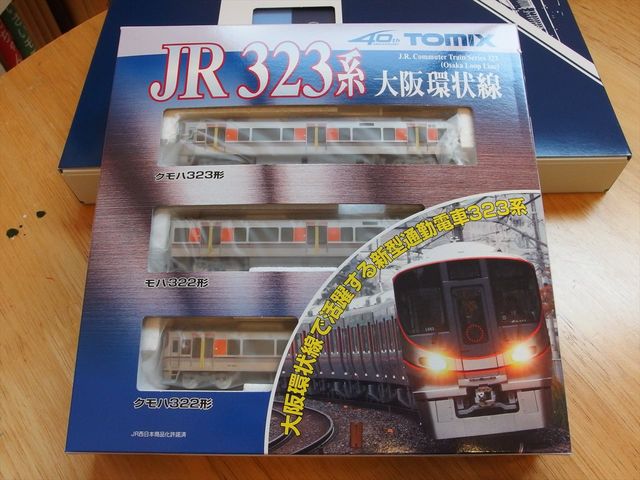 40th TOMIX
JR 323系
J.R. Commuter Train Series 323
(Osaka Loop Line)
大阪環状線
クモハ323形
モハ322形
クモハ322形
大阪環状線で活躍する新型通勤電車323系
JR西日本商品化許諾済